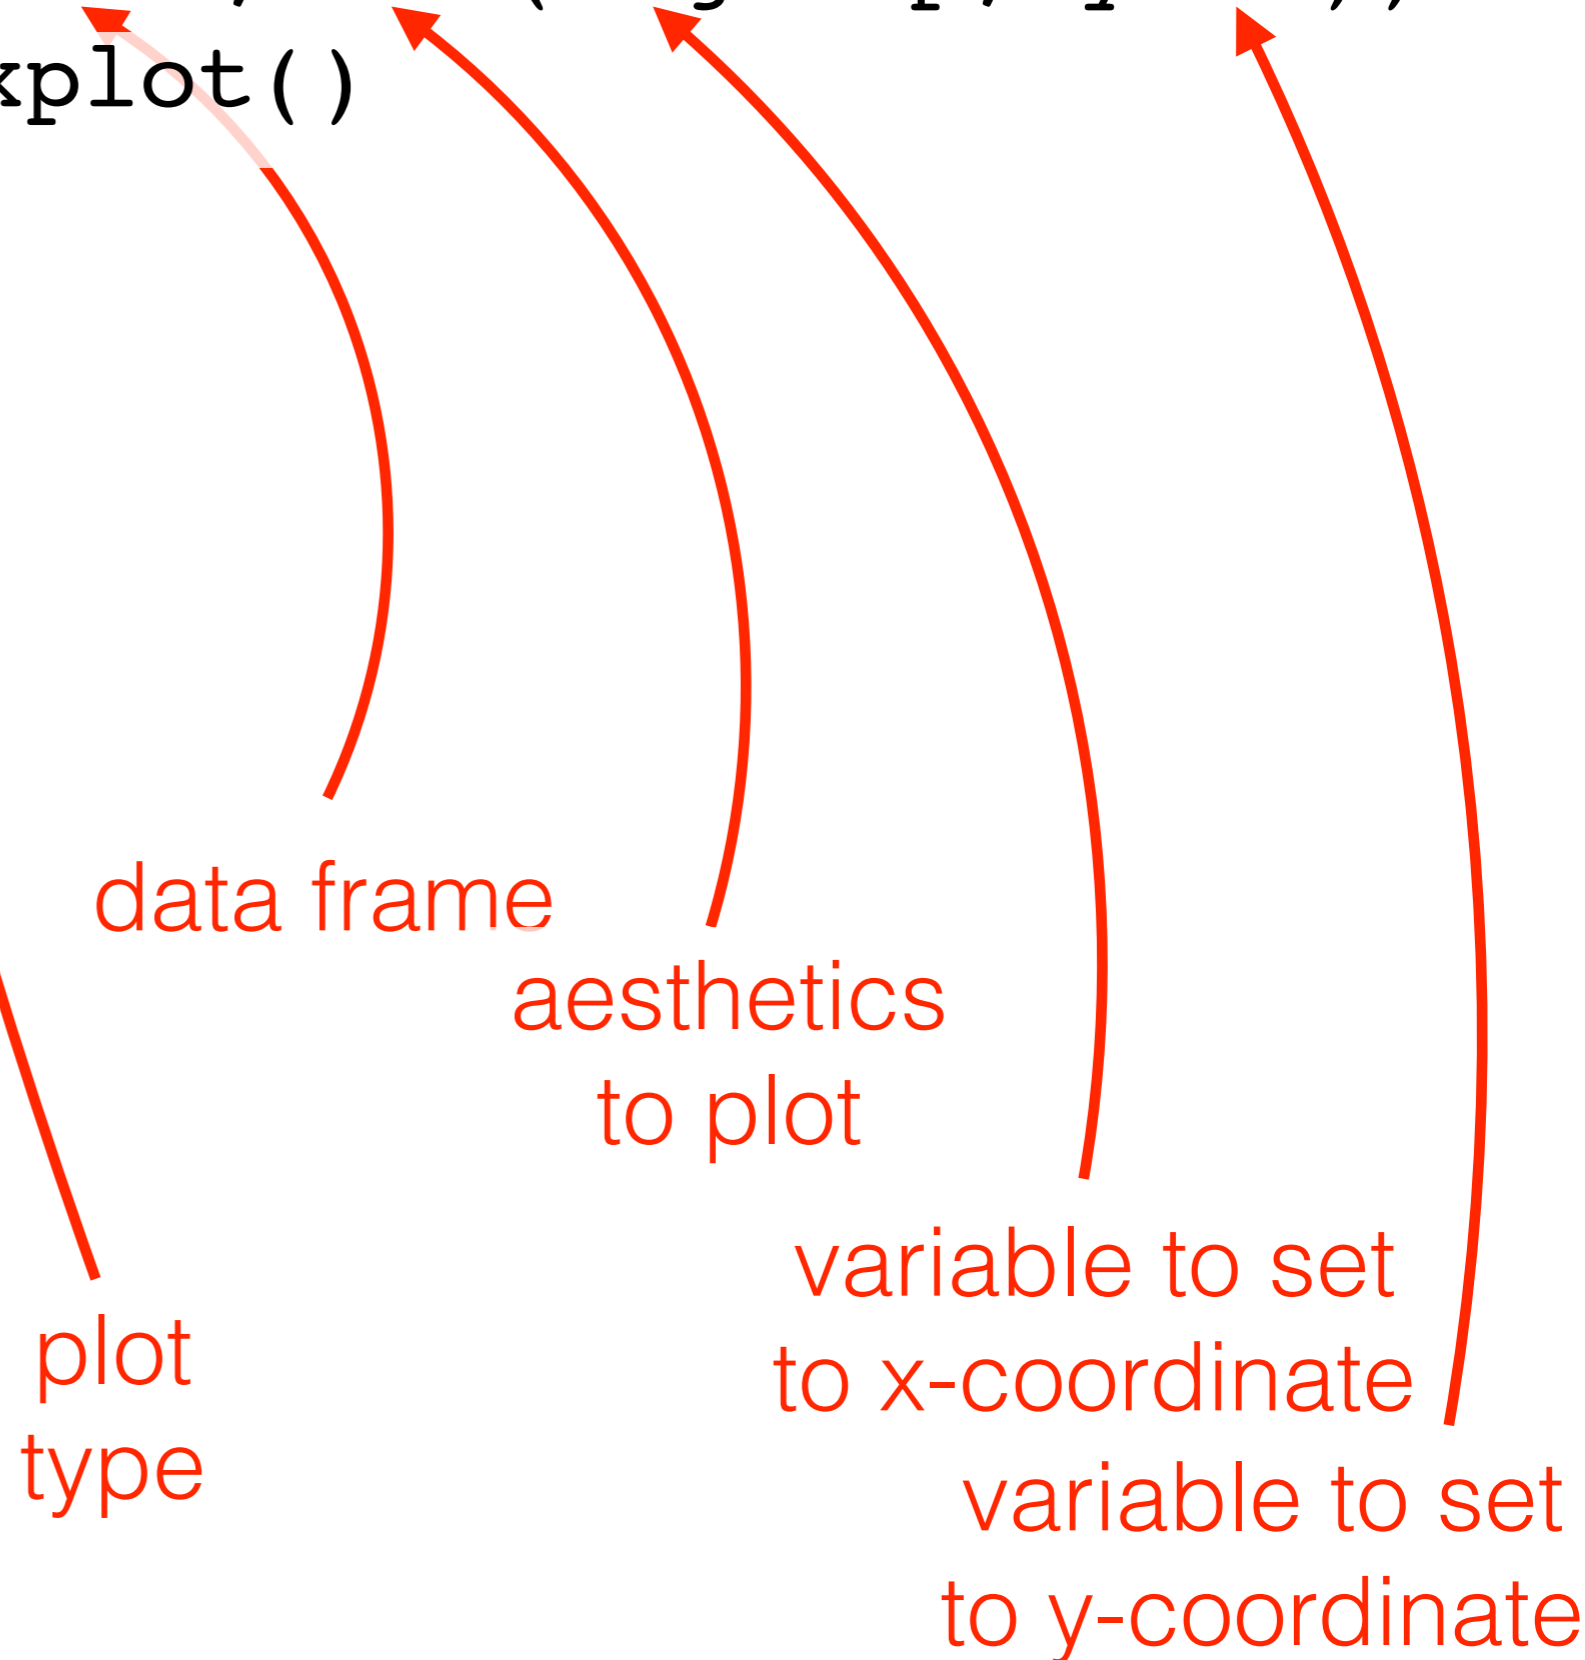 xplot()
data frame
aesthetics
to plot
variable to set
to x-coordinate
plot
type
variable to set
to y-coordinate